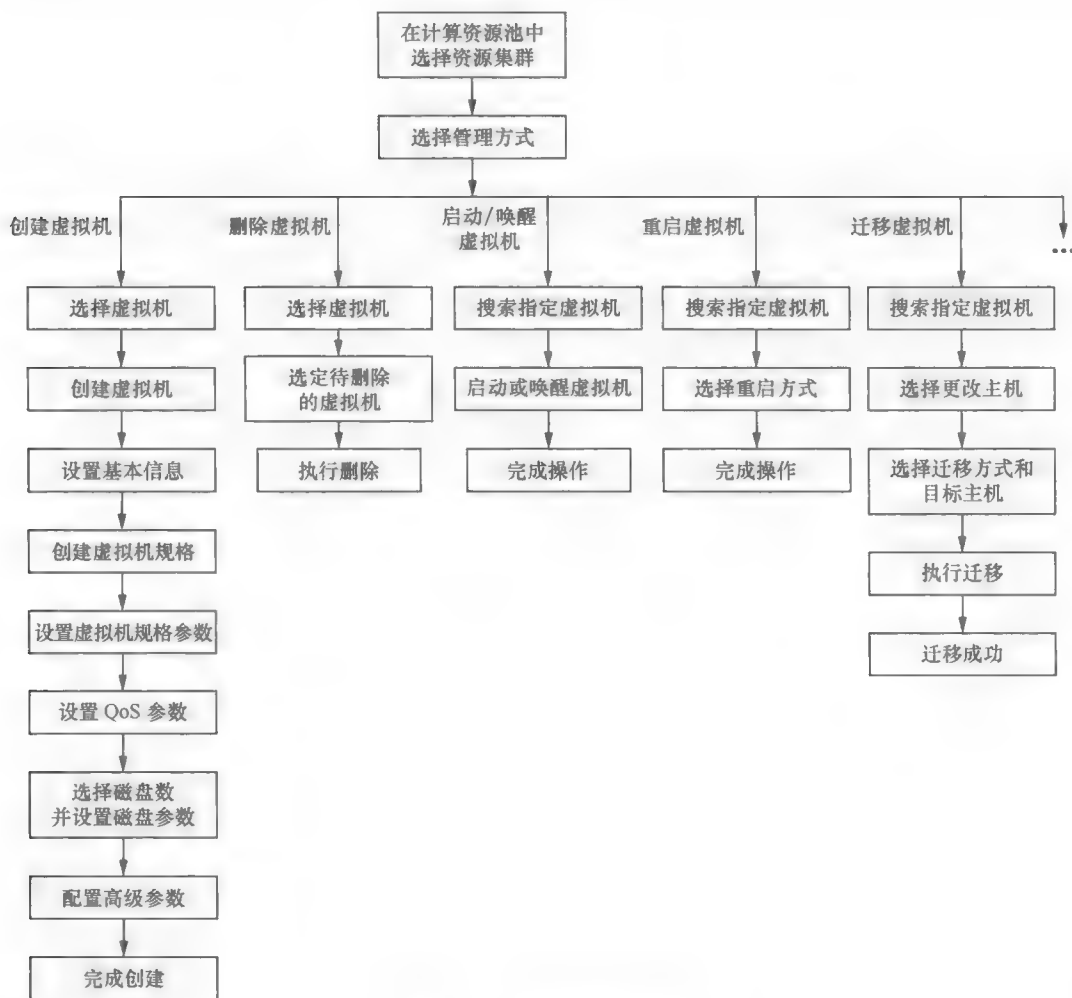 在计算资源池中
选择资源集群
选择管理方式
创建虚拟机
删除虚拟机
启动/唤醒
虚拟机
重启虚拟机
迁移虚拟机
…
选择虚拟机
选择虚拟机
搜索指定虚拟机
搜索指定虚拟机
搜索指定虚拟机
创建虚拟机
选定待删除
的虚拟机
启动或唤醒虚拟机
选择重启方式
选择更改主机
设置基本信息
执行删除
完成操作
完成操作
选择迁移方式和
目标主机
创建虚拟机规格
执行迁移
设置虚拟机规格参数
迁移成功
设置 QoS 参数
选择磁盘数
并设置磁盘参数
配置高级参数
完成创建